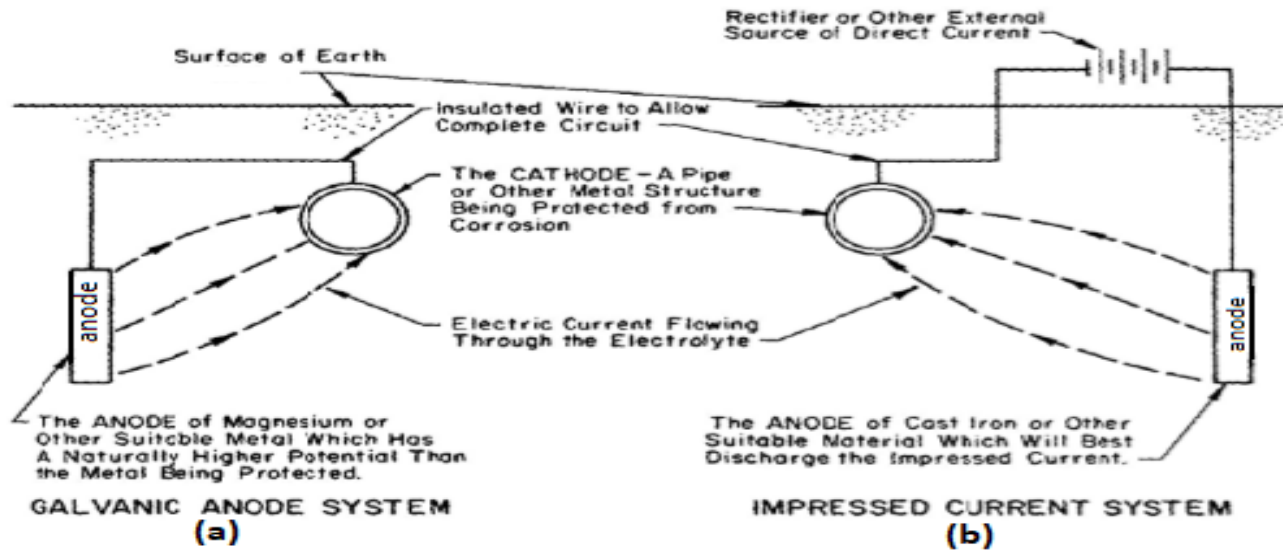 Rectifier or Other External
Source of Direct Current
Surface of Earth
Insulated Wire to Allow
Complete Circuit
The CATHODE - A Pipe
or Other Metal Structure
Being Protected from
Corrosion
anode
anode
Electric Current Flowing
Through the Electrolyte
The ANODE of Magnesium or
Other Suitable Metal Which Has
A Naturally Higher Potential Than
the Metal Being Protected.
The ANODE of Cast Iron or Other
Suitable Material Which Will Best
Discharge the Impressed Current.
GALVANIC ANODE SYSTEM
(a)
IMPRESSED CURRENT SYSTEM
(b)